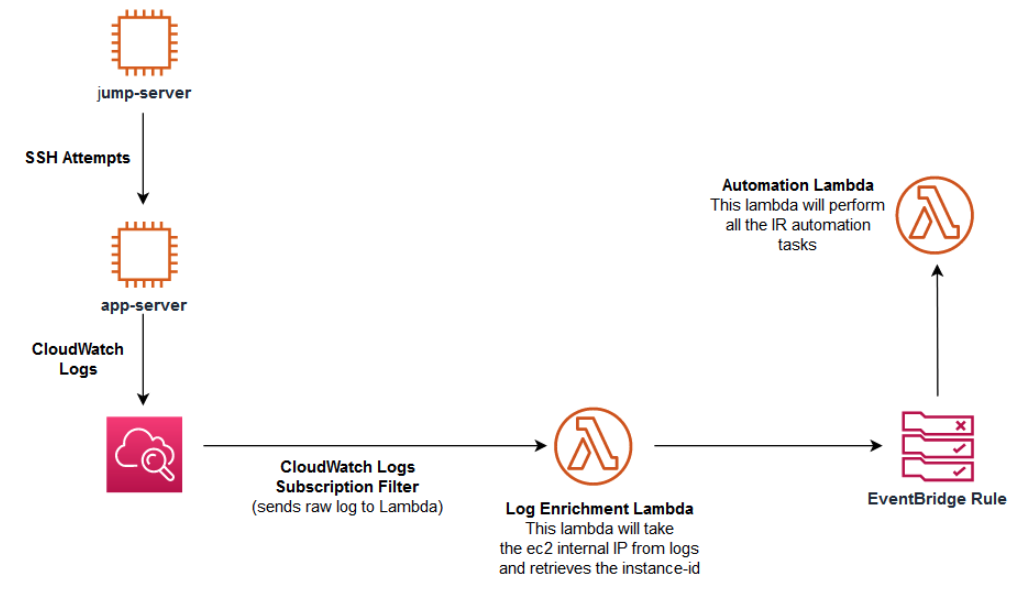 jump-server
SSH Attempts
app-server
CloudWatch
Logs
CloudWatch Logs
Subscription Filter
(sends raw log to Lambda)
Log Enrichment Lambda
This lambda will take
the ec2 internal IP from logs
and retrieves the instance-id
EventBridge Rule
Automation Lambda
This lambda will perform
all the IR automation
tasks